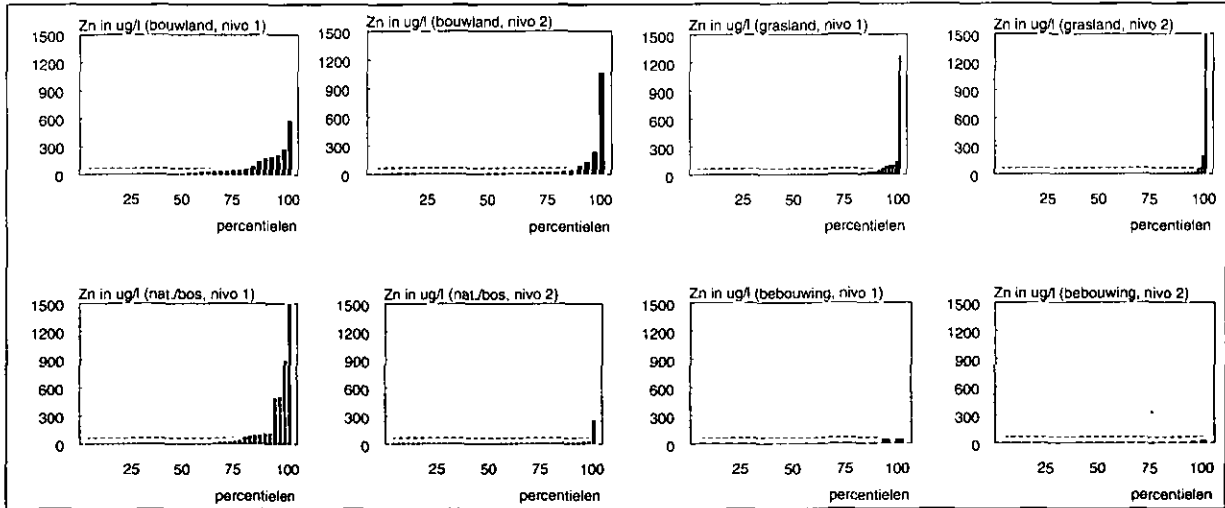 Zn in ug/l (bouwland, nivo 1)
1500
1200
900
600
300
0
25 50 75 100
percentielen
Zn in ug/l (bouwland, nivo 2)
1500
1200
900
600
300
0
25 50 75 100
percentielen
Zn in ug/l (grasland, nivo 1)
1500
1200
900
600
300
0
25 50 75 100
percentielen
Zn in ug/l (grasland, nivo 2)
1500
1200
900
600
300
0
25 50 75 100
percentielen
Zn in ug/l (nat./bos, nivo 1)
1500
1200
900
600
300
0
25 50 75 100
percentielen
Zn in ug/l (nat./bos, nivo 2)
1500
1200
900
600
300
0
25 50 75 100
percentielen
Zn in ug/l (bebouwing, nivo 1)
1500
1200
900
600
300
0
25 50 75 100
percentielen
Zn in ug/l (bebouwing, nivo 2)
1500
1200
900
600
300
0
25 50 75 100
percentielen